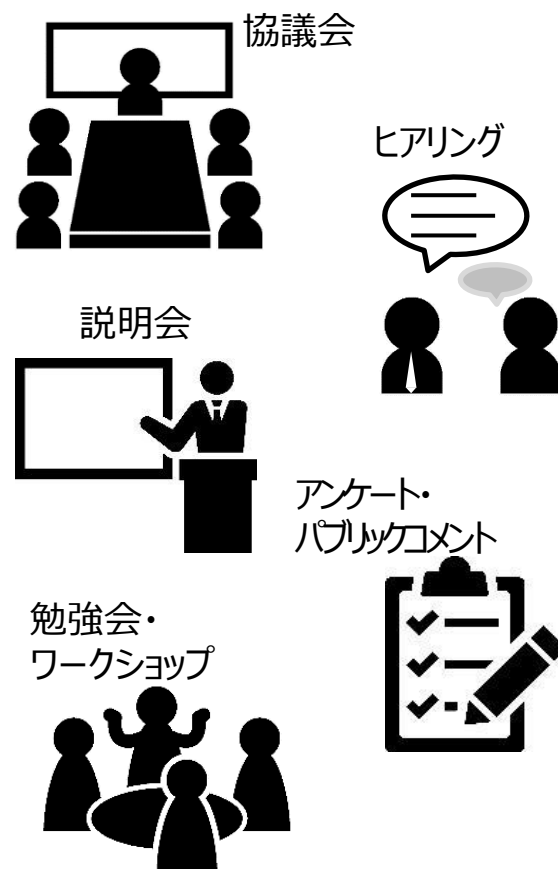 協議会
ヒアリング
説明会
アンケート・
パブリックコメント
勉強会・
ワークショップ